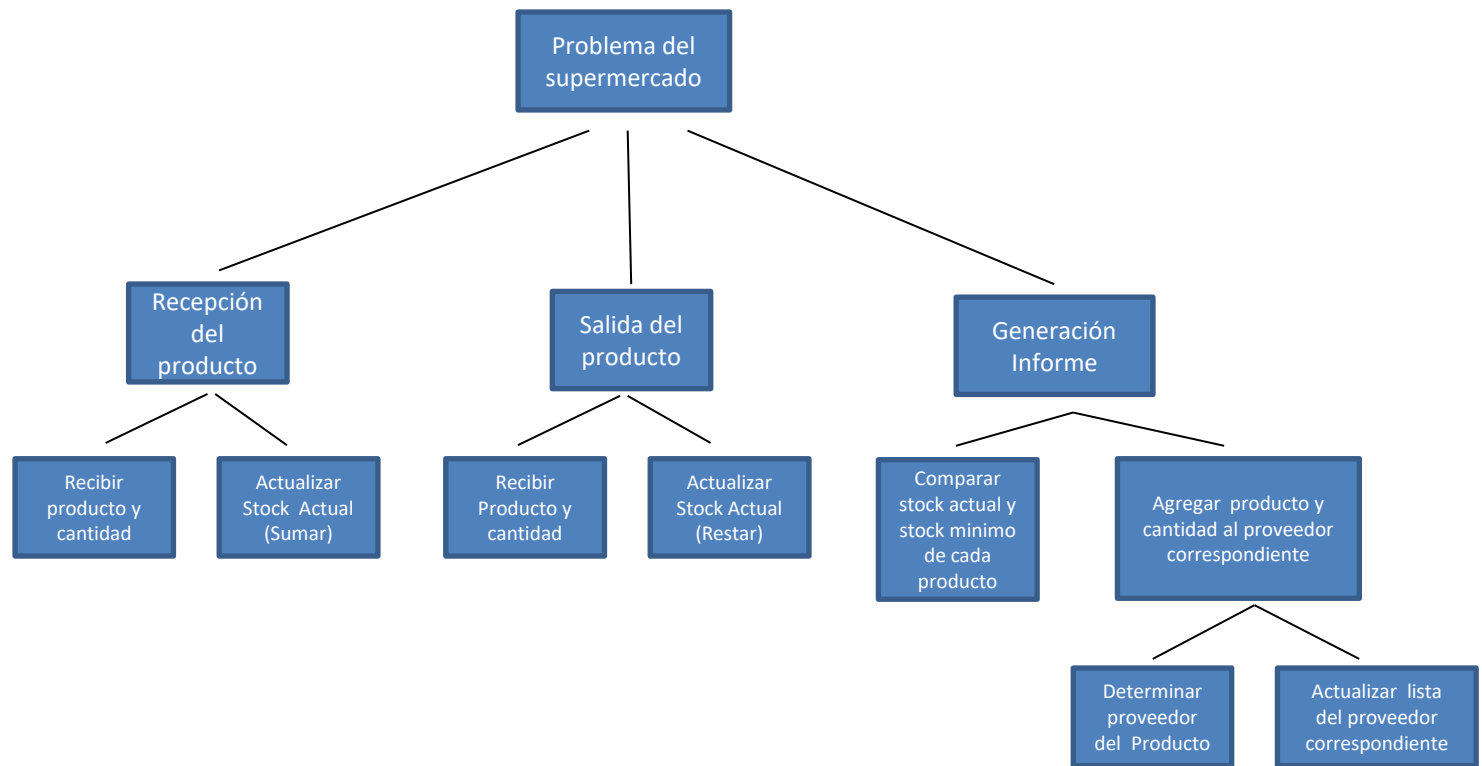 Problema del
supermercado
Recepción
del
producto
Salida del
producto
Generación
Informe
Recibir
producto y
cantidad
Actualizar
Stock Actual
(Sumar)
Recibir
Producto y
cantidad
Actualizar
Stock Actual
(Restar)
Comparar
stock actual y
stock minimo
de cada
producto
Agregar producto y
cantidad al proveedor
correspondiente
Determinar
proveedor
del Producto
Actualizar lista
del proveedor
correspondiente